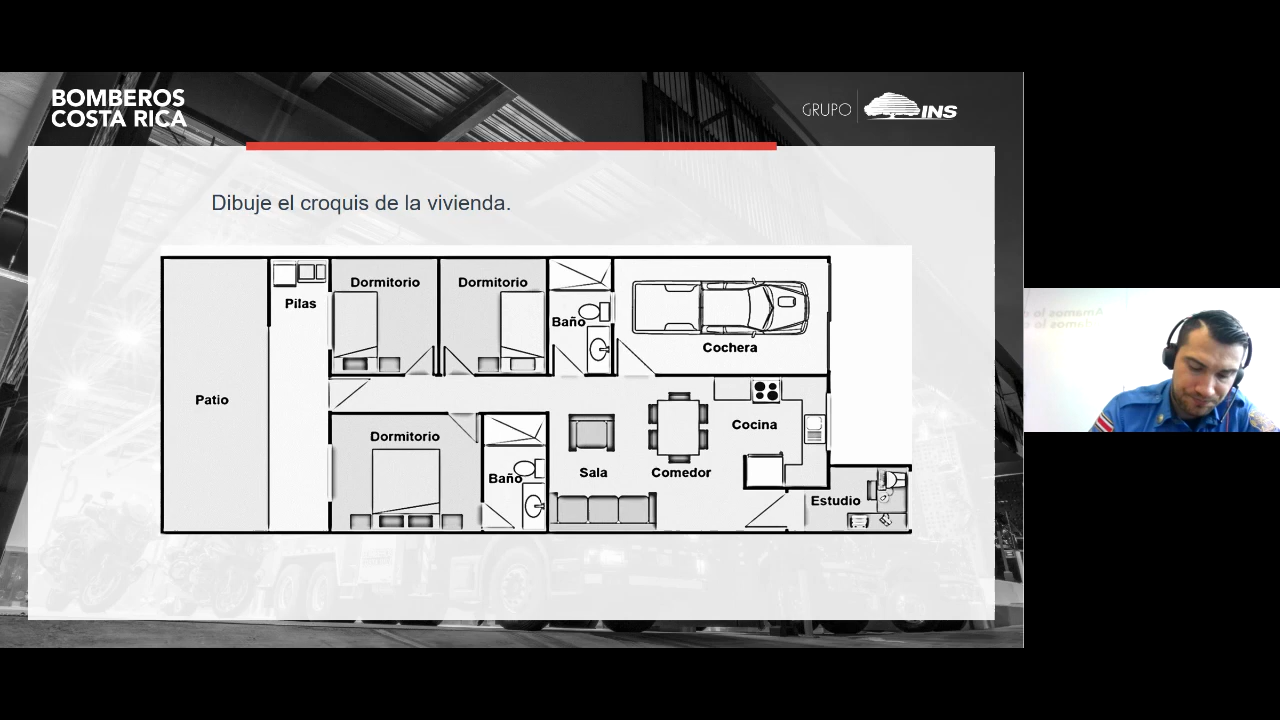 BOMBEROS
COSTA RICA
GRUPO
INS
Dibuje el croquis de la vivienda.
Dormitorio
Dormitorio
Pilas
Baño
Cochera
Patio
Dormitorio
Cocina
Sala
Comedor
Baño
Estudio